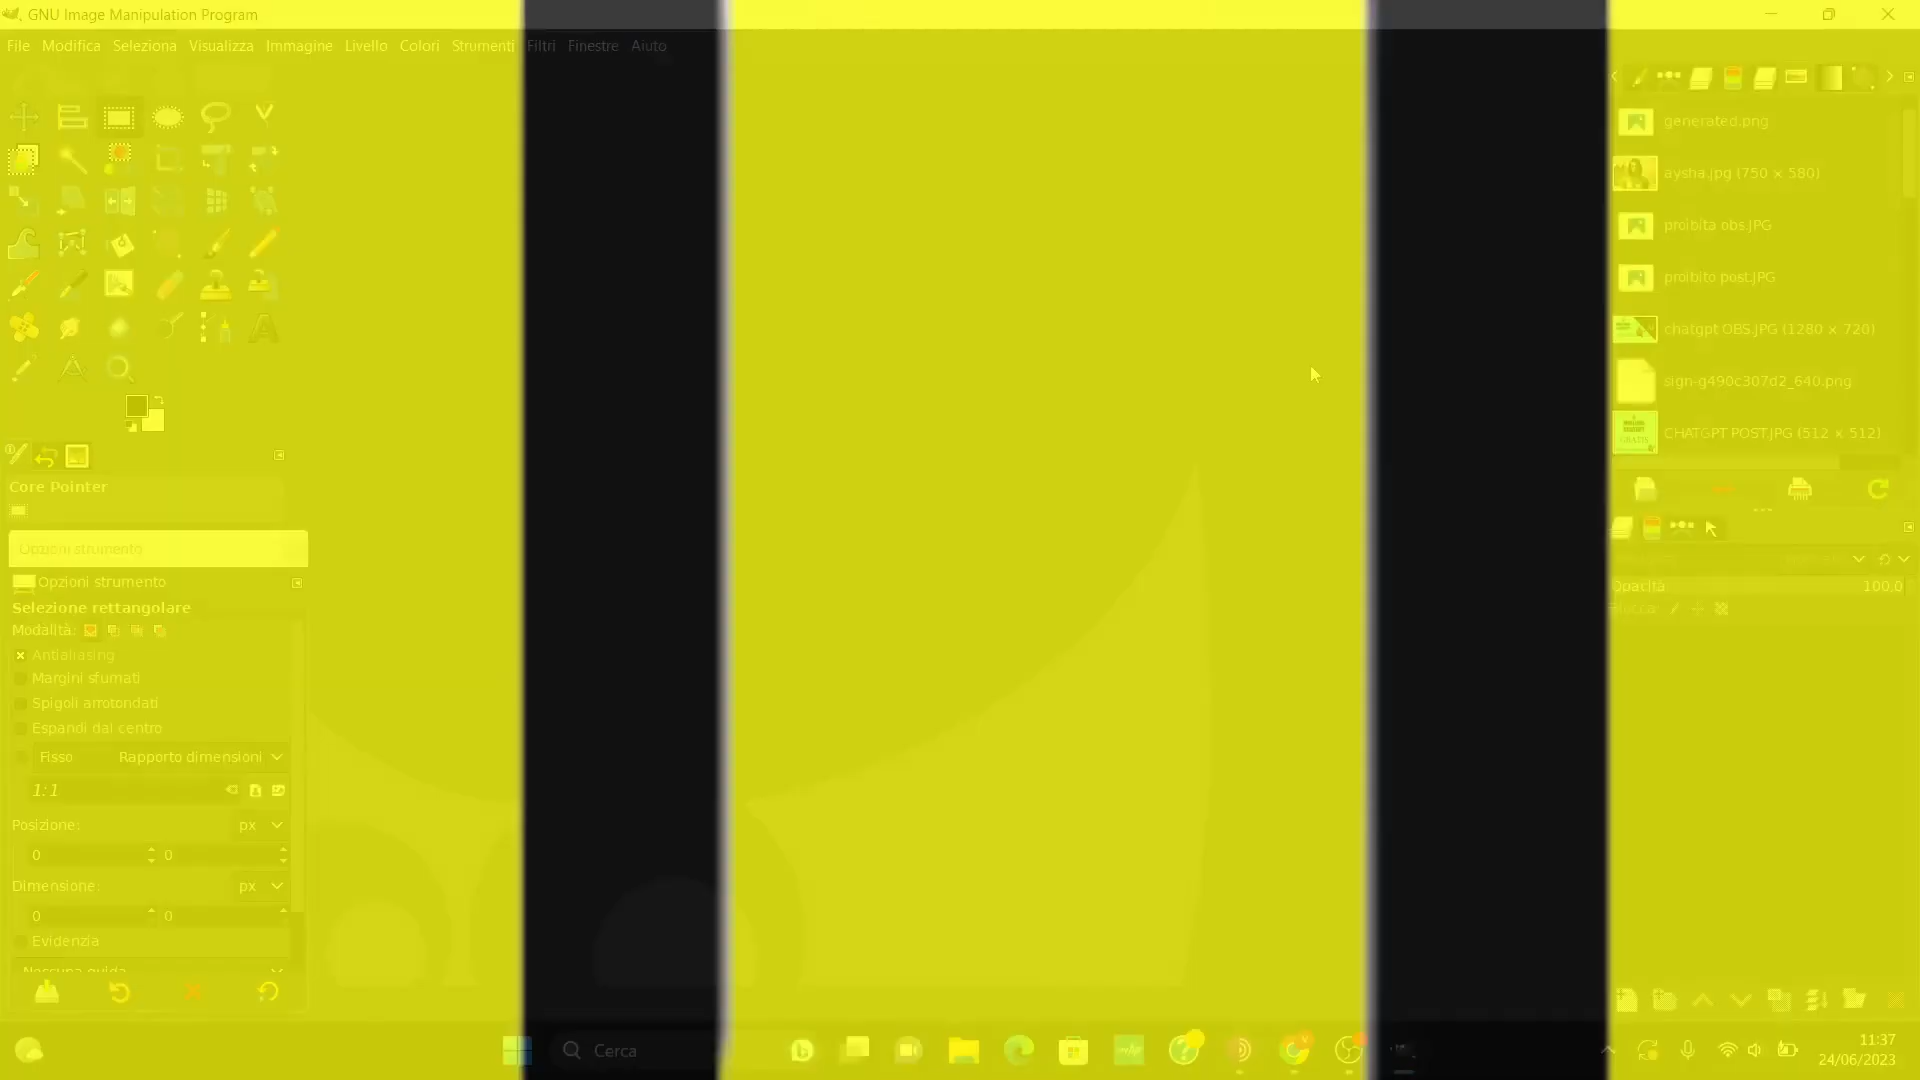 GNU Image Manipulation Program
File Modifica Seleziona Visualizza Immagine Livello Colori Strumenti Filtri Finestre Aiuto
generated.png
aysha.jpg (750 × 580)
proibita obs.JPG
proibito post.JPG
chatgpt OBS.JPG (1280 × 720)
sign-g490c307d2_640.png
CHATGPT POST.JPG (512 × 512)
Core Pointer
Opzioni strumento
Opzioni strumento
Selezione rettangolare
Modalità:
Antialiasing
Margini sfumati
Spigoli arrotondati
Espandi dal centro
Fisso Rapporto dimensioni
1:1
Posizione: px
0 0
Dimensione: px
0 0
Evidenzia
Nessuna guida
Opacità 100,0
Blocca:
Cerca
11:37
24/06/2023